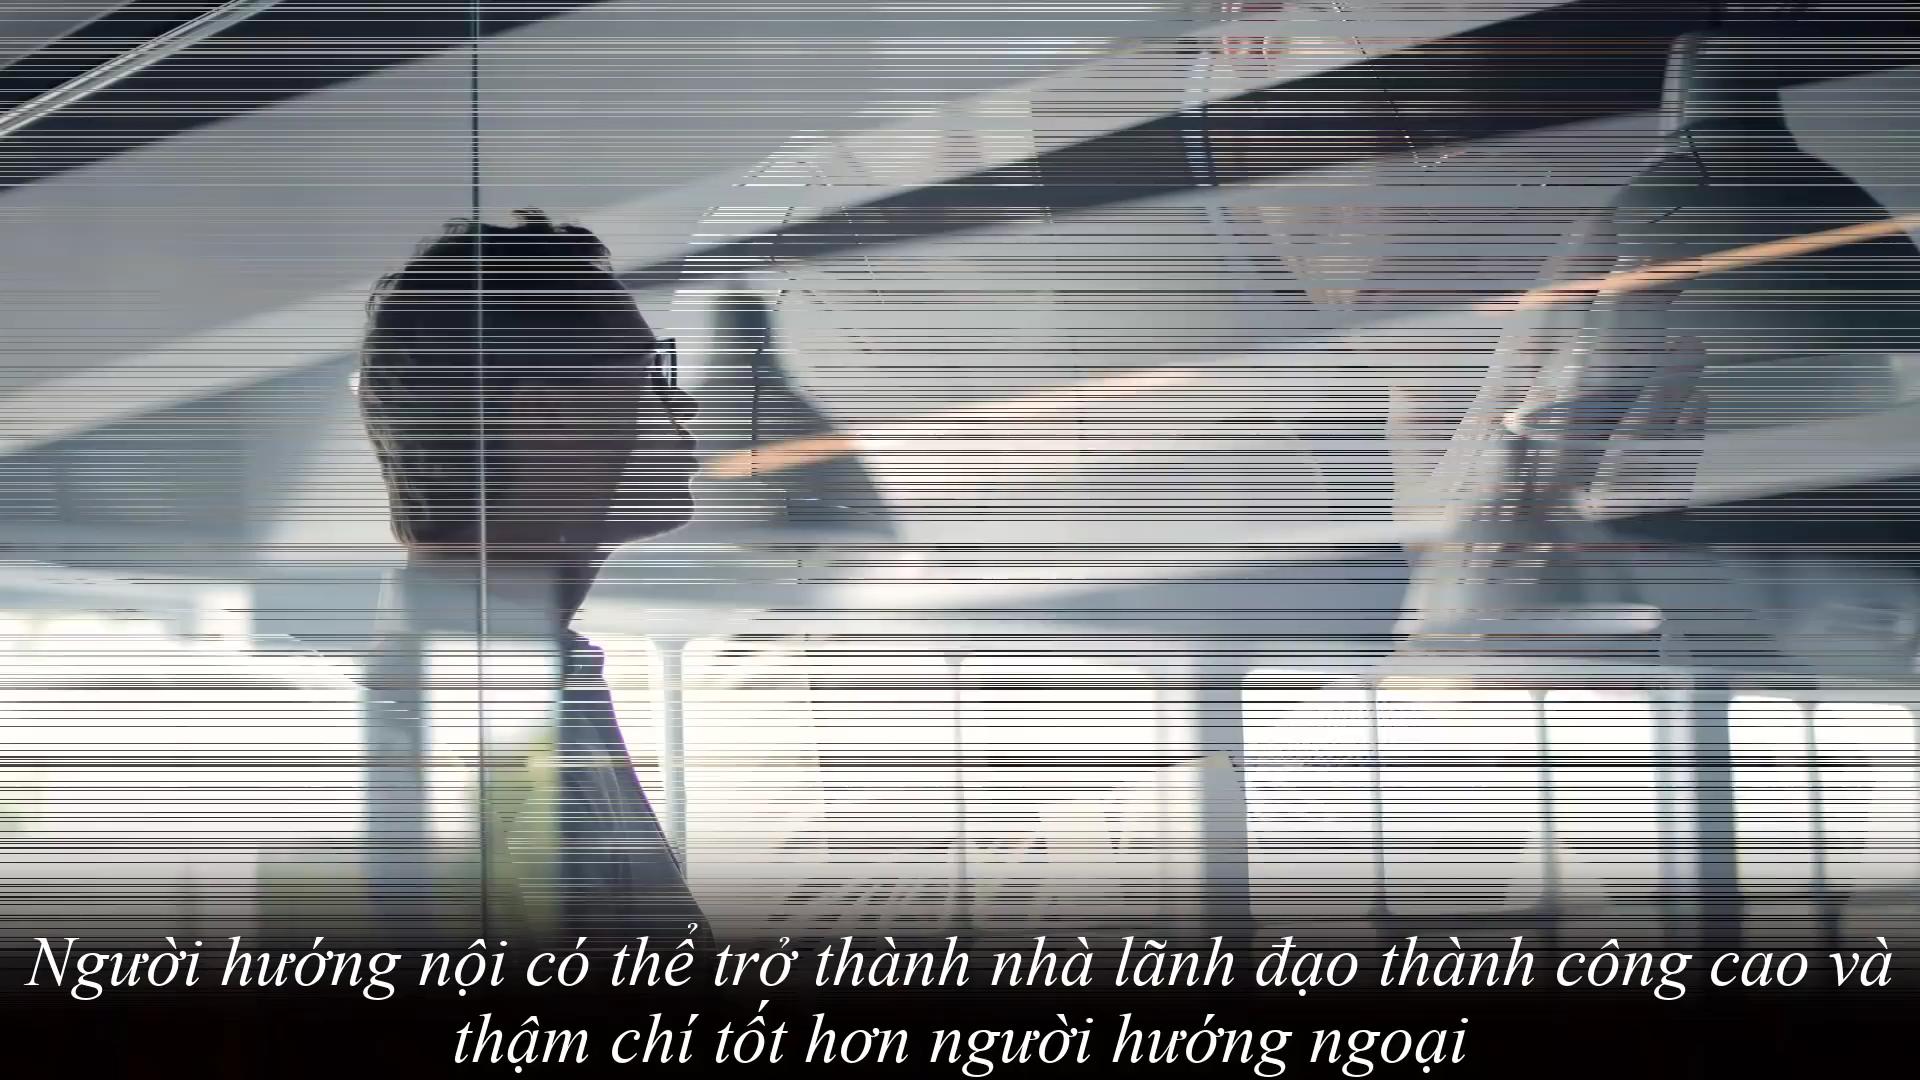 Người hướng nội có thể trở thành nhà lãnh đạo thành công cao và
thậm chí tốt hơn người hướng ngoại